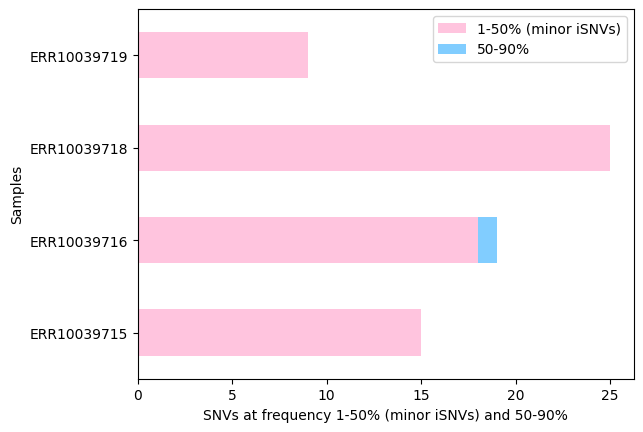 1-50% (minor iSNVs)
50-90%
ERR10039719
ERR10039718
ERR10039716
ERR10039715
Samples
0 5 10 15 20 25
SNVs at frequency 1-50% (minor iSNVs) and 50-90%